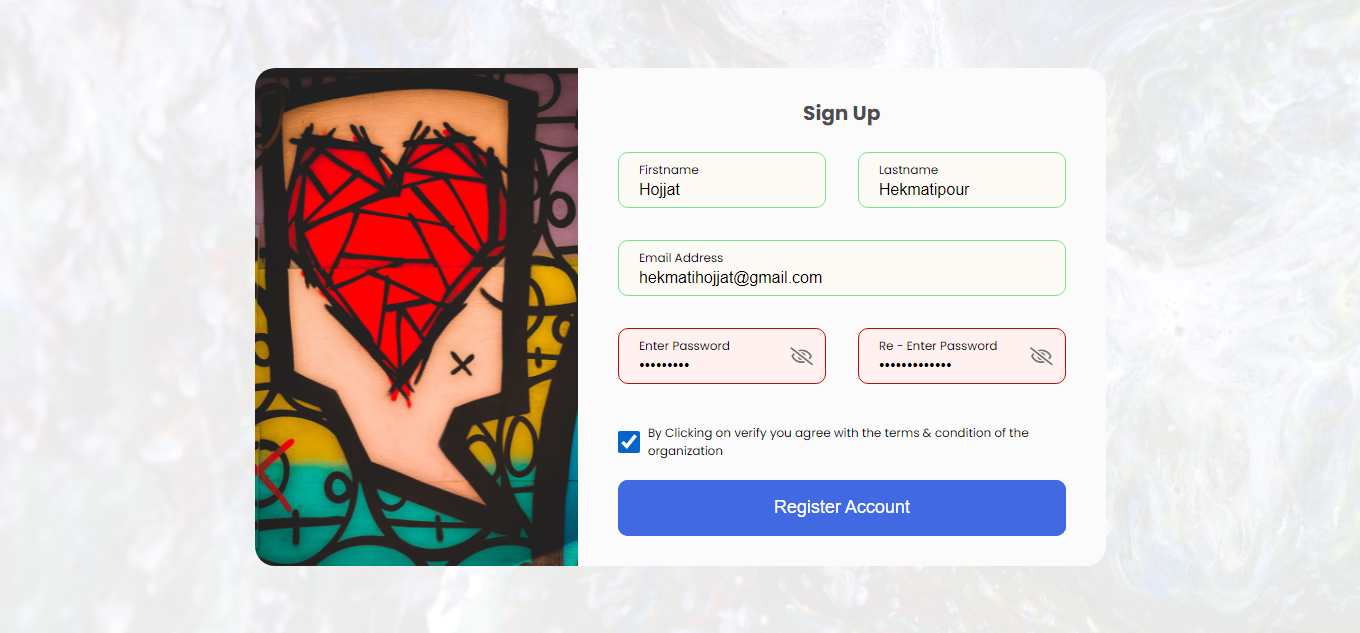 Sign Up
Firstname
Hojjat
Lastname
Hekmatipour
Email Address
hekmatihojjat@gmail.com
Enter Password
•••••••••
Re - Enter Password
•••••••••••••
By Clicking on verify you agree with the terms & condition of the
organization
Register Account